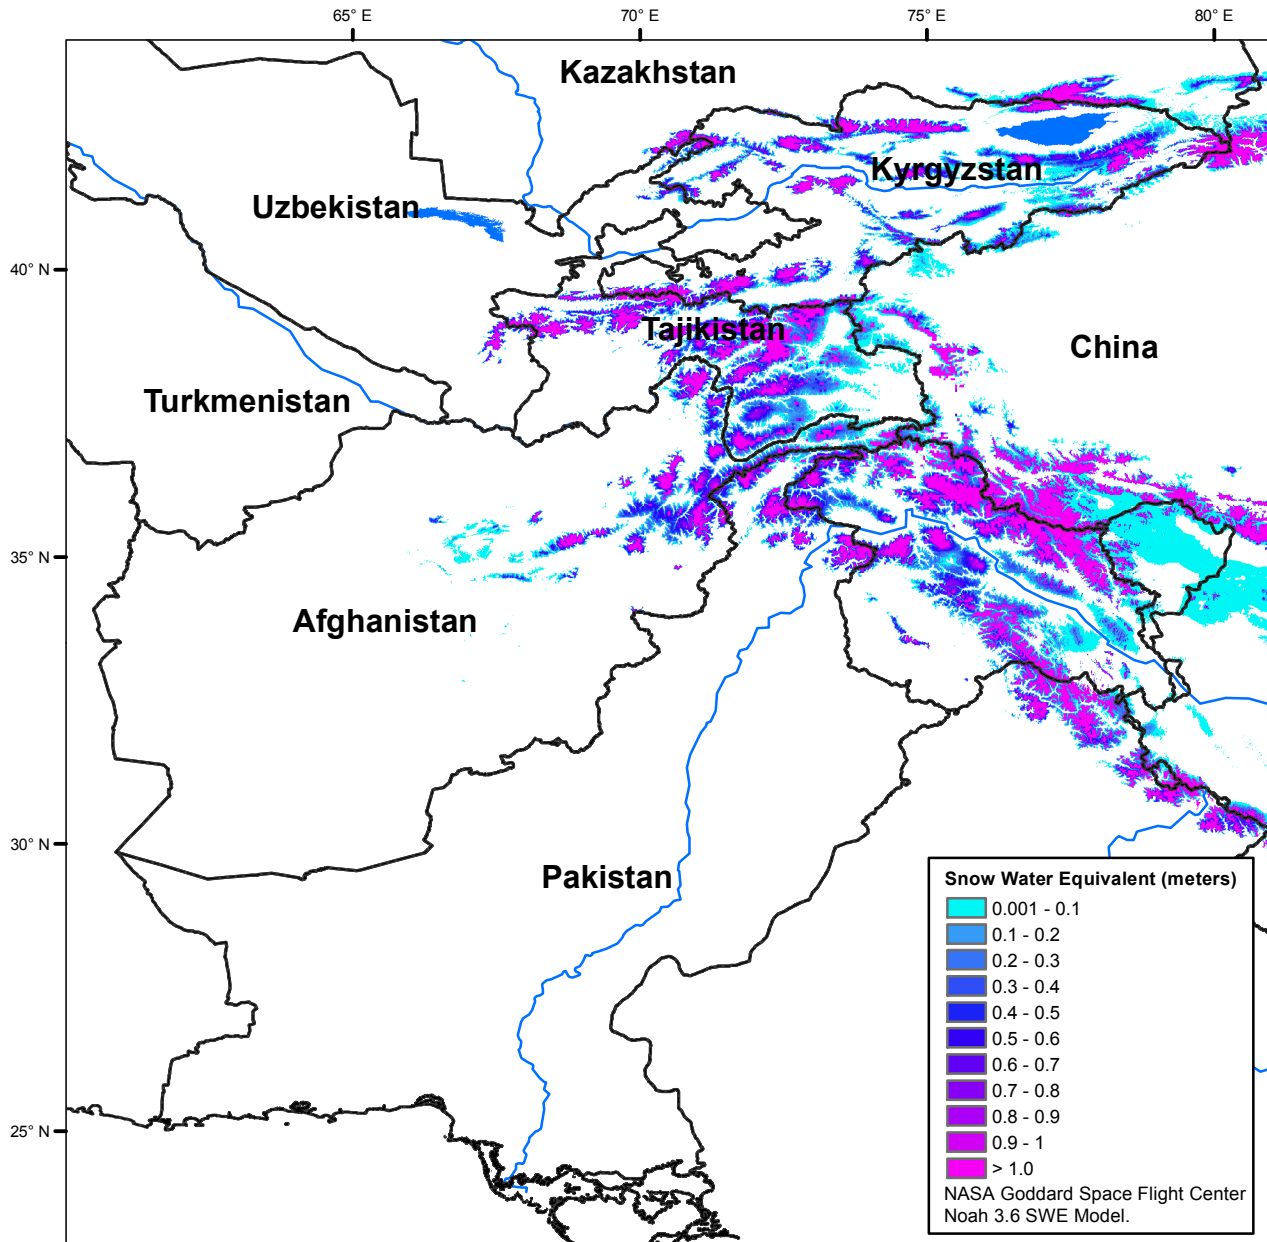 65° E
70° E
75° E
80° E
Kazakhstan
Kyrgyzstan
Uzbekistan
40° N
Tajikistan
China
Turkmenistan
35° N
Afghanistan
30° N
Pakistan
25° N
Snow Water Equivalent (meters)
0.001 - 0.1
0.1 - 0.2
0.2 - 0.3
0.3 - 0.4
0.4 - 0.5
0.5 - 0.6
0.6 - 0.7
0.7 - 0.8
0.8 - 0.9
0.9 - 1
> 1.0
NASA Goddard Space Flight Center
Noah 3.6 SWE Model.